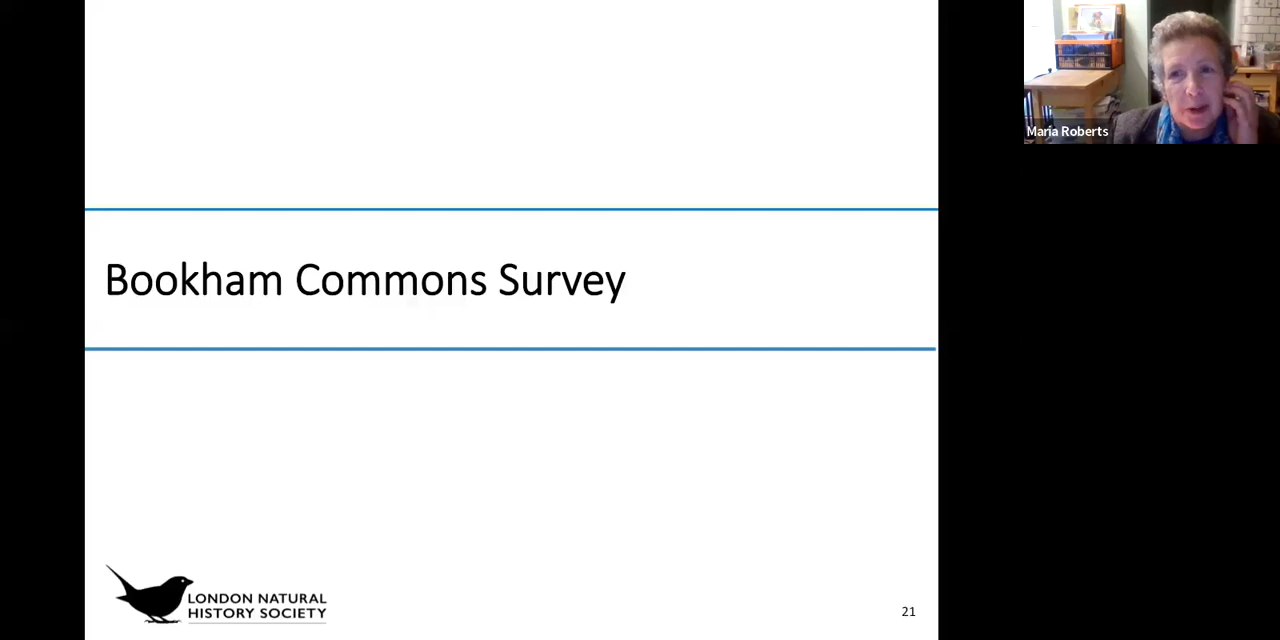 Maria Roberts
Bookham Commons Survey
LONDON NATURAL
HISTORY SOCIETY
21